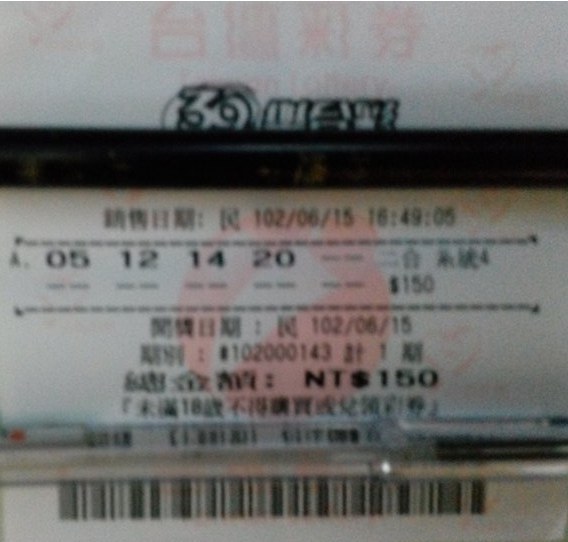 台灣彩券
39 樂合彩
銷售日期: 民 102/06/15 16:49:05
A. 05 12 14 20 -- 二合 系統4
-- -- -- -- -- $150
開獎日期 : 民 102/06/15
期別 : #102000143 計 1 期
總金額: NT$150
『未滿18歲不得購買或兌領彩券』